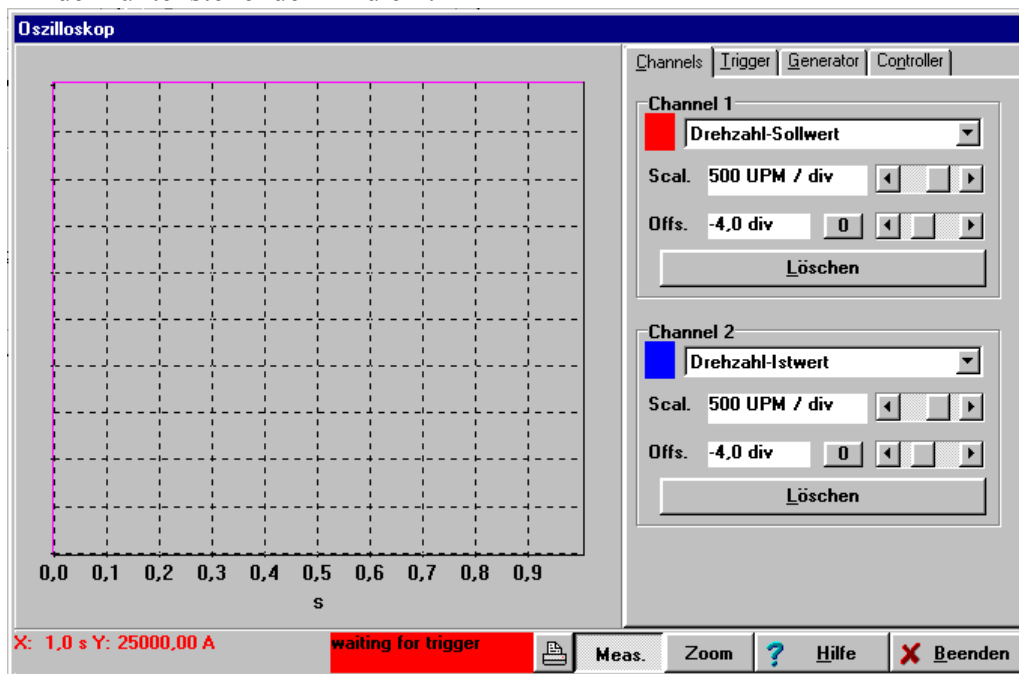 Oszilloskop
Channels Trigger Generator Controller
Channel 1
Drehzahl-Sollwert
Scal. 500 UPM / div
Offs. -4,0 div 0
Löschen
Channel 2
Drehzahl-Istwert
Scal. 500 UPM / div
Offs. -4,0 div 0
Löschen
0,0 0,1 0,2 0,3 0,4 0,5 0,6 0,7 0,8 0,9
s
X: 1,0 s Y: 25000,00 A waiting for trigger Meas. Zoom ? Hilfe Beenden